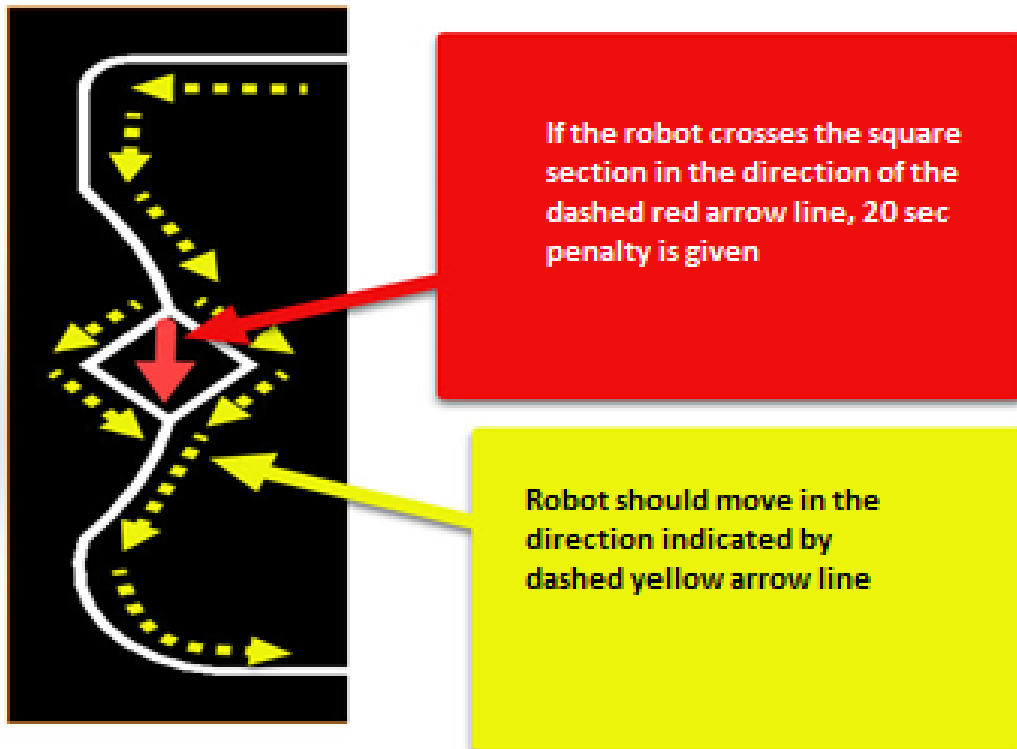 If the robot crosses the square
section in the direction of the
dashed red arrow line, 20 sec
penalty is given
Robot should move in the
direction indicated by
dashed yellow arrow line